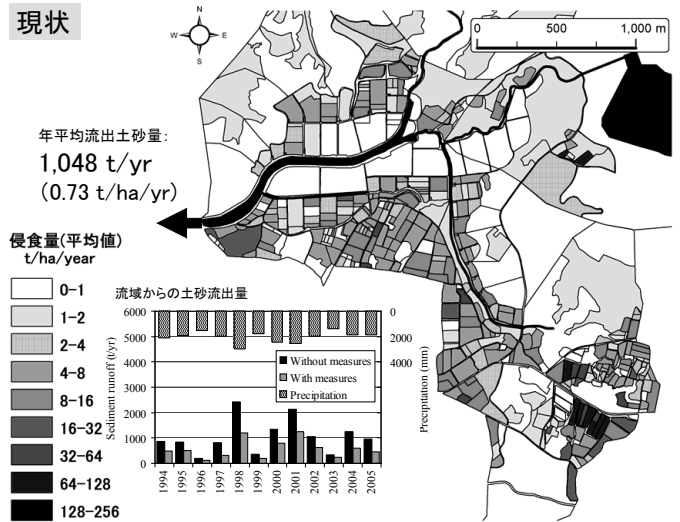 現状
N
W
E
S
0 500 1,000 m
年平均流出土砂量:
1,048 t/yr
(0.73 t/ha/yr)
侵食量(平均値)
t/ha/year
0-1
1-2
2-4
4-8
8-16
16-32
32-64
64-128
128-256
流域からの土砂流出量
Sediment runoff (t/yr)
6000
5000
4000
3000
2000
1000
0
Without measures
With measures
Precipitation
0
2000
4000
Precipitation (mm)
1994
1995
1996
1997
1998
1999
2000
2001
2002
2003
2004
2005